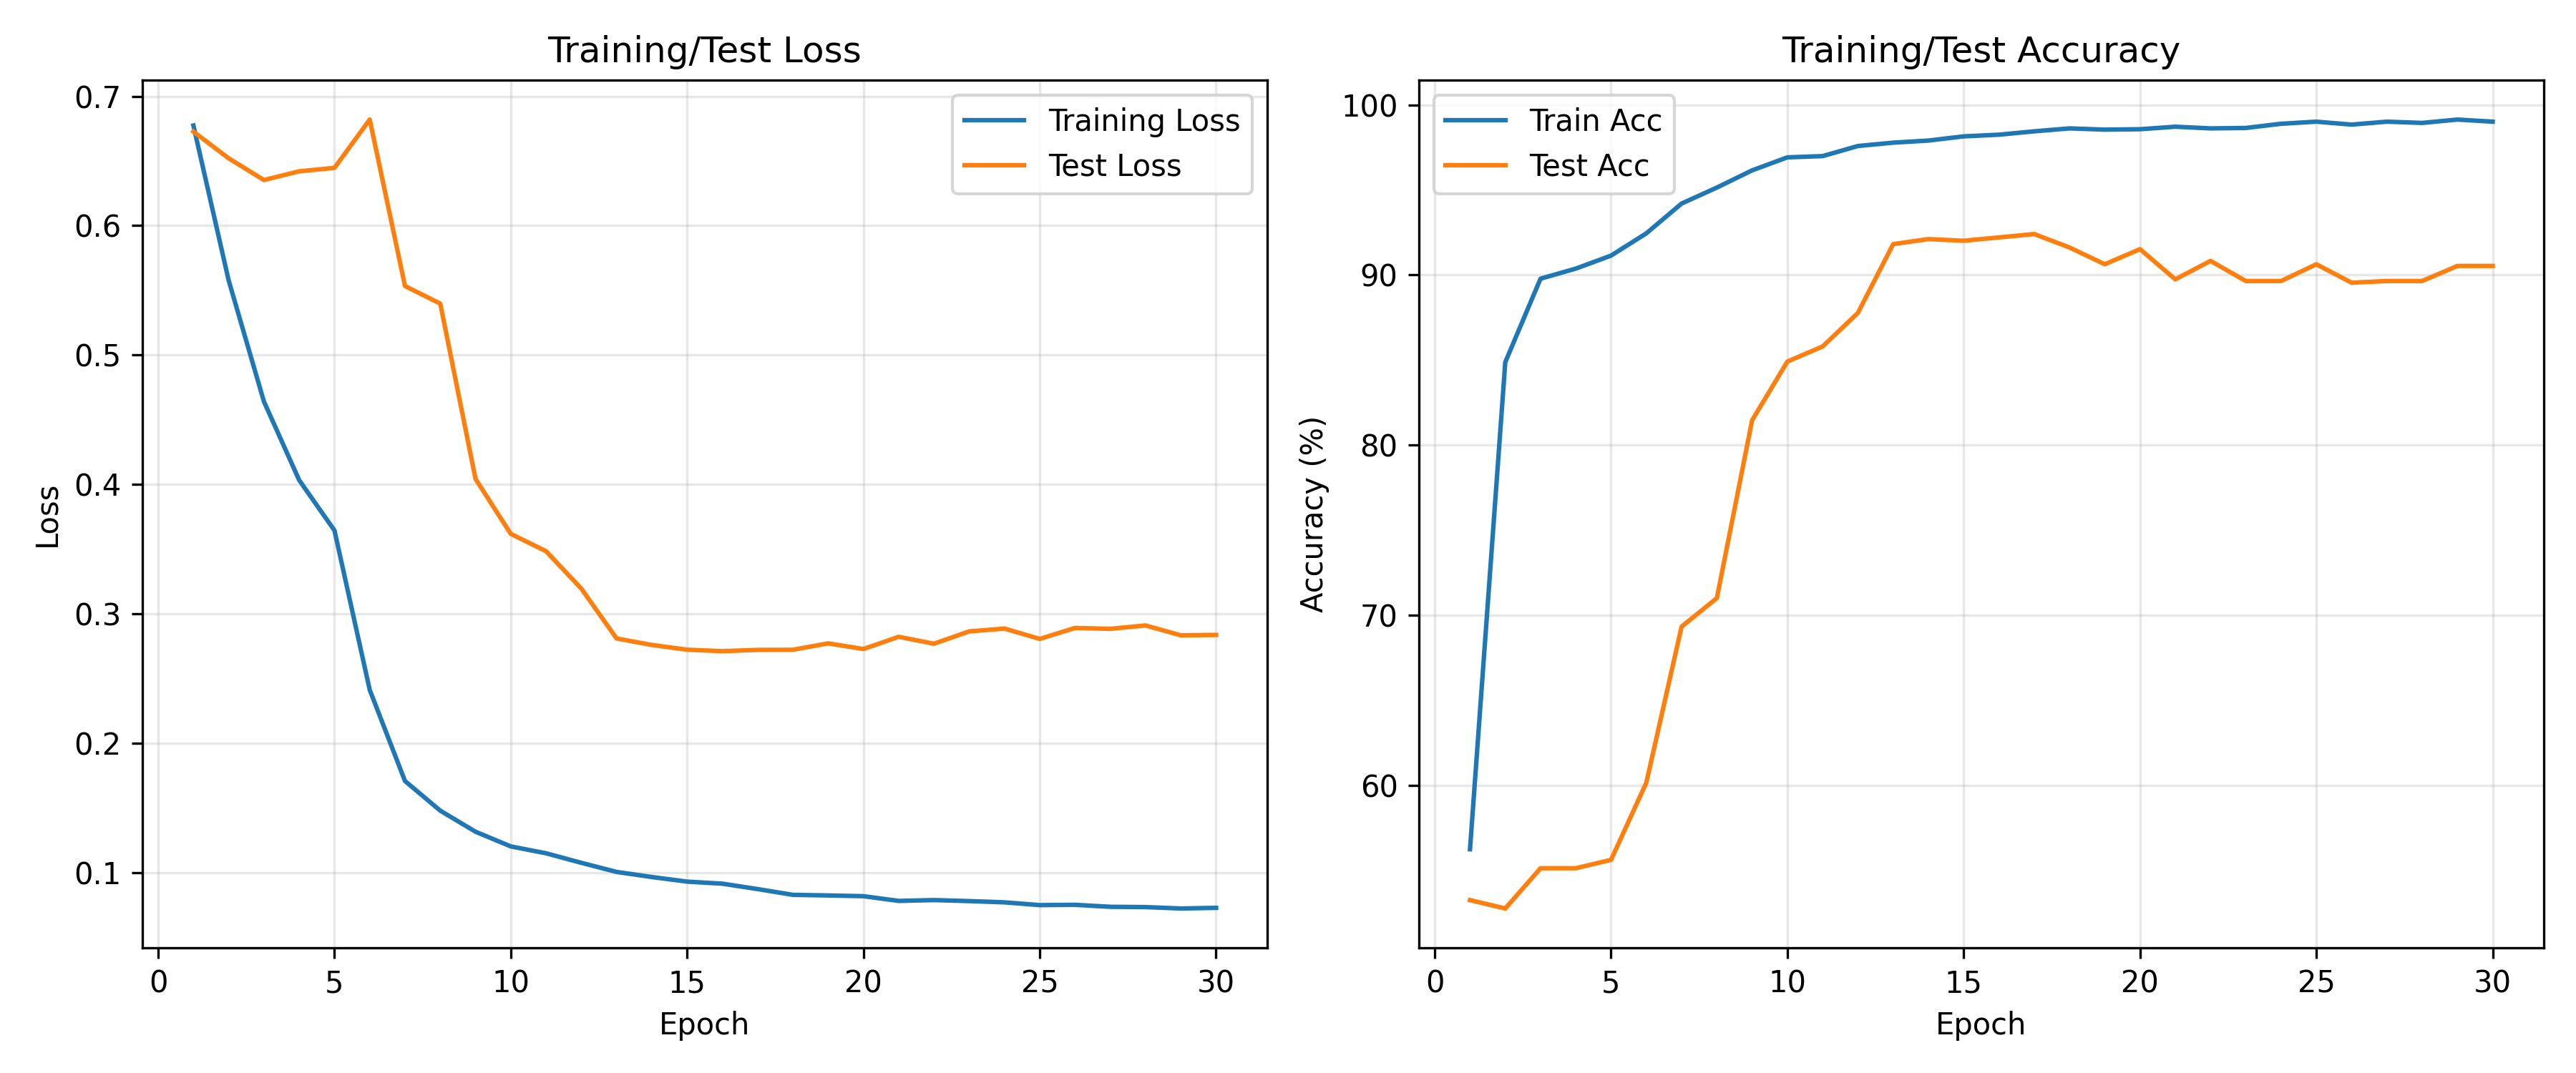 Training/Test Loss
0.7
0.6
0.5
0.4
0.3
0.2
0.1
Loss
0 5 10 15 20 25 30
Epoch
Training Loss
Test Loss
Training/Test Accuracy
100
90
80
70
60
Accuracy (%)
0 5 10 15 20 25 30
Epoch
Train Acc
Test Acc